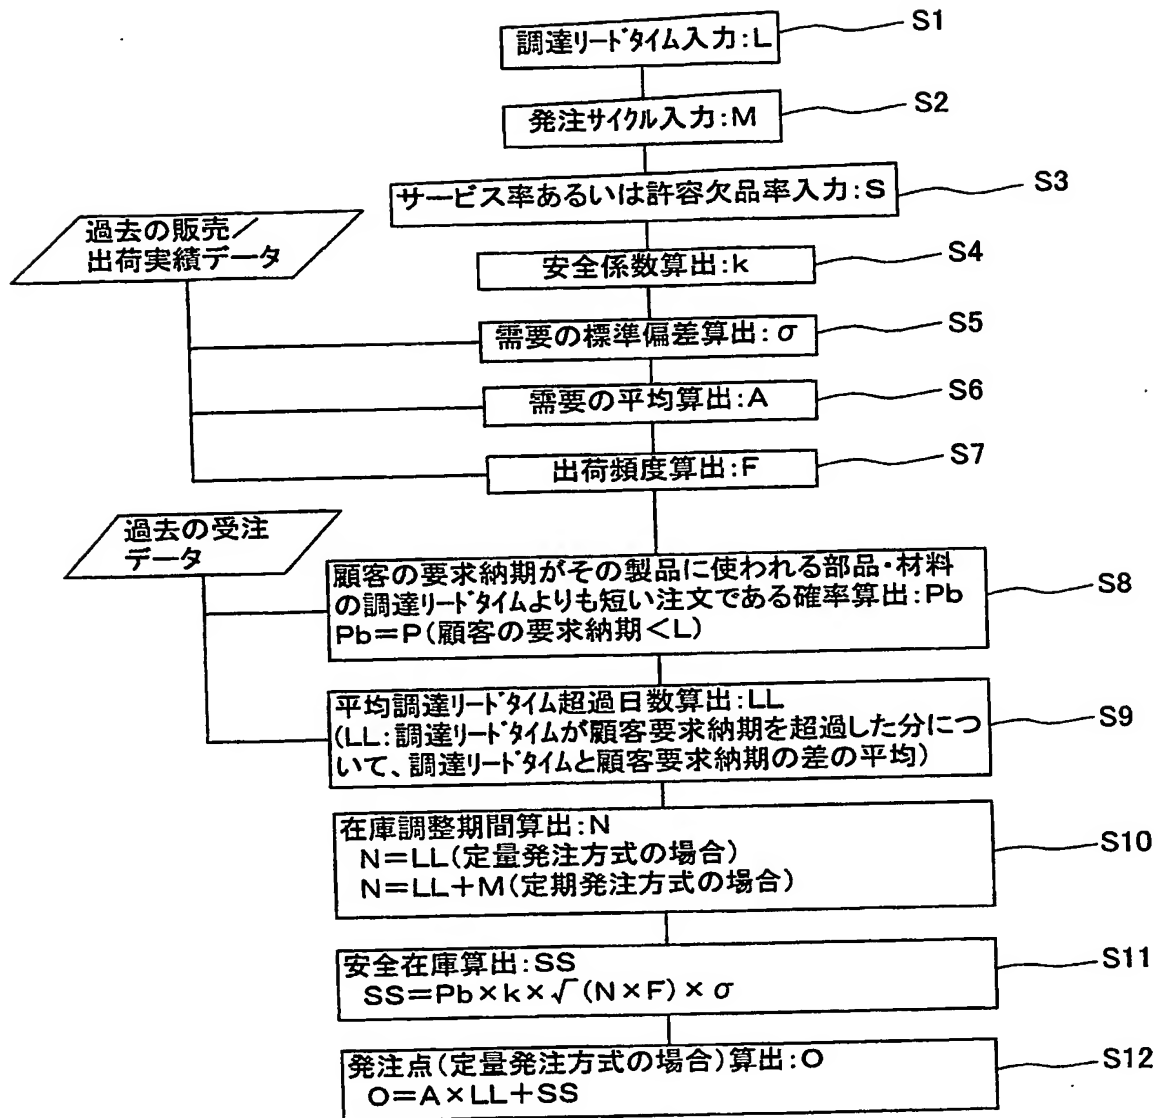 調達リードタイム入力:L
S1
発注サイクル入力:M
S2
サービス率あるいは許容欠品率入力:S
S3
過去の販売/
出荷実績データ
安全係数算出:k
S4
需要の標準偏差算出:σ
S5
需要の平均算出:A
S6
出荷頻度算出:F
S7
過去の受注
データ
顧客の要求納期がその製品に使われる部品・材料
の調達リードタイムよりも短い注文である確率算出:Pb
Pb=P(顧客の要求納期<L)
S8
平均調達リードタイム超過日数算出:LL
(LL:調達リードタイムが顧客要求納期を超過した分につ
いて、調達リードタイムと顧客要求納期の差の平均)
S9
在庫調整期間算出:N
N=LL(定量発注方式の場合)
N=LL+M(定期発注方式の場合)
S10
安全在庫算出:SS
SS=Pb×k×√(N×F)×σ
S11
発注点(定量発注方式の場合)算出:O
O=A×LL+SS
S12